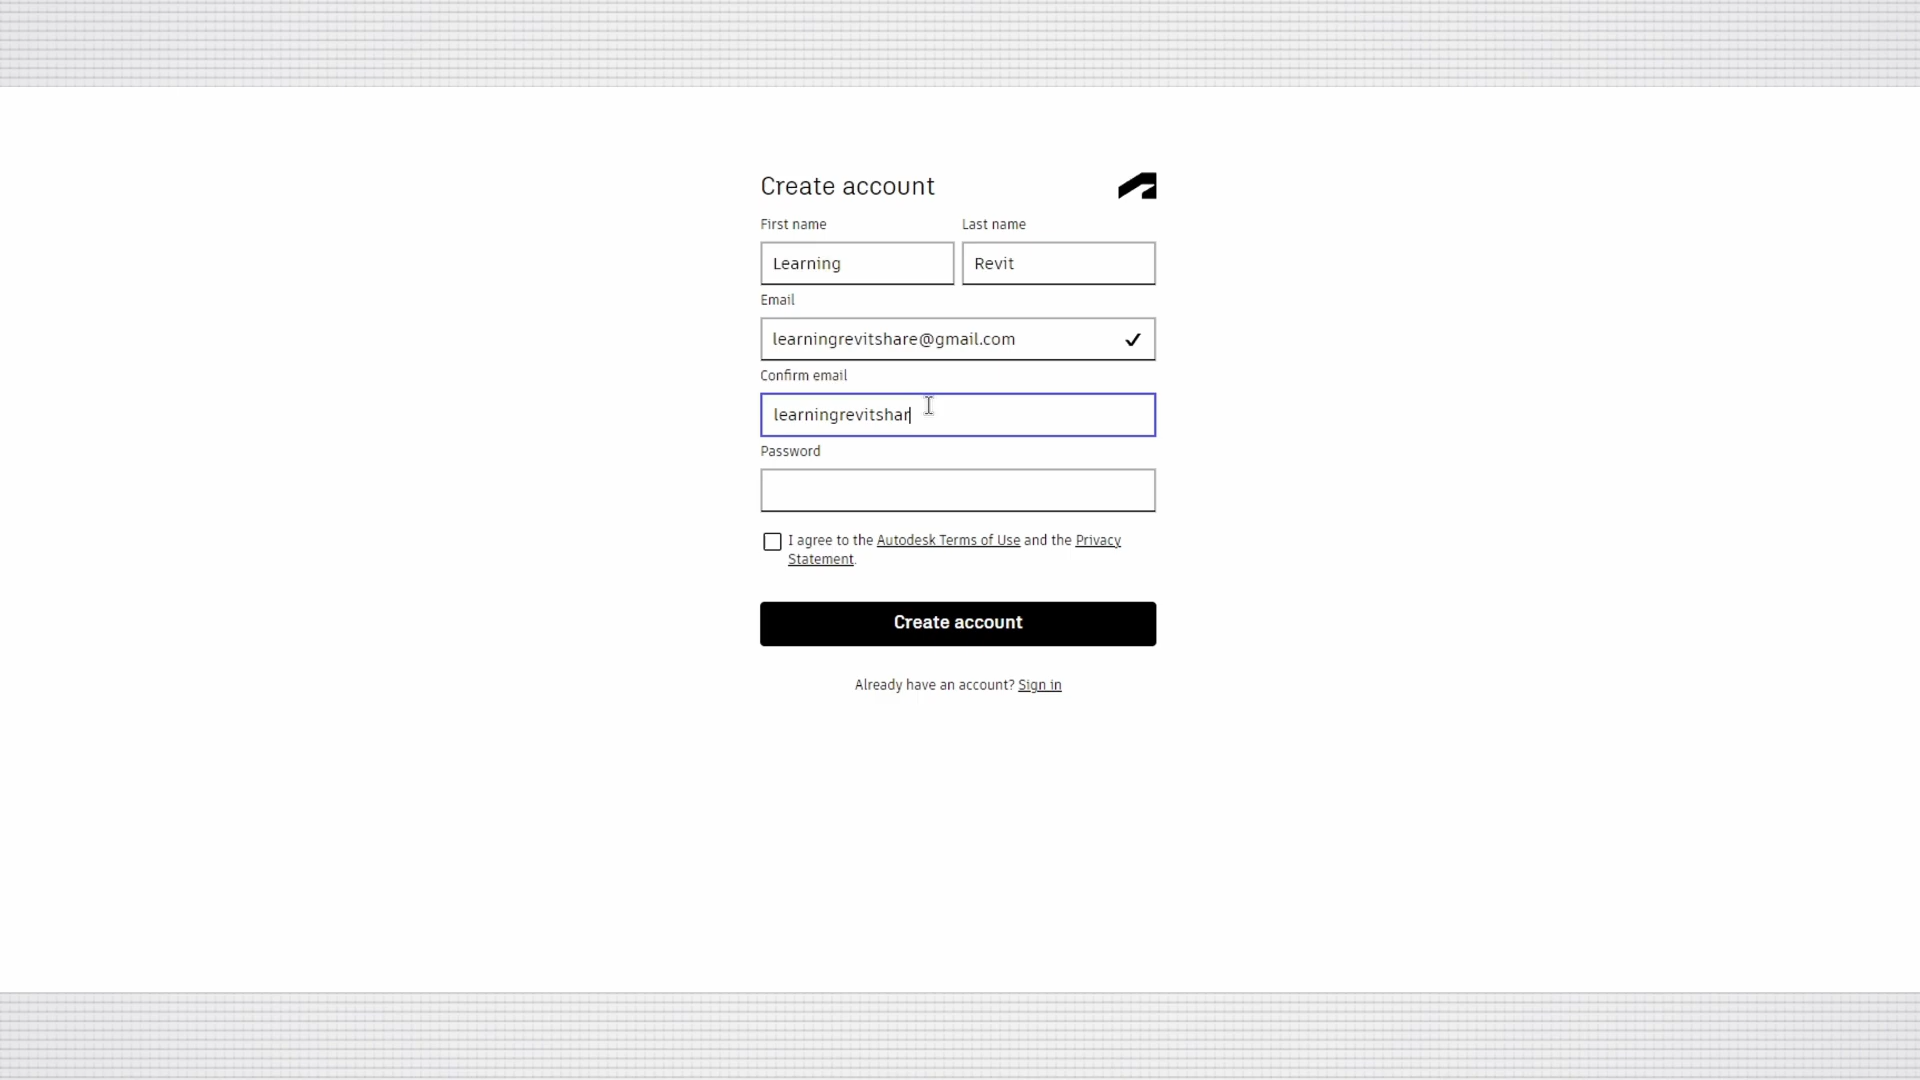 Create account
First name
Last name
Learning
Revit
Email
learningrevitshare@gmail.com
Confirm email
learningrevitshar
Password
I agree to the Autodesk Terms of Use and the Privacy
Statement.
Create account
Already have an account? Sign in